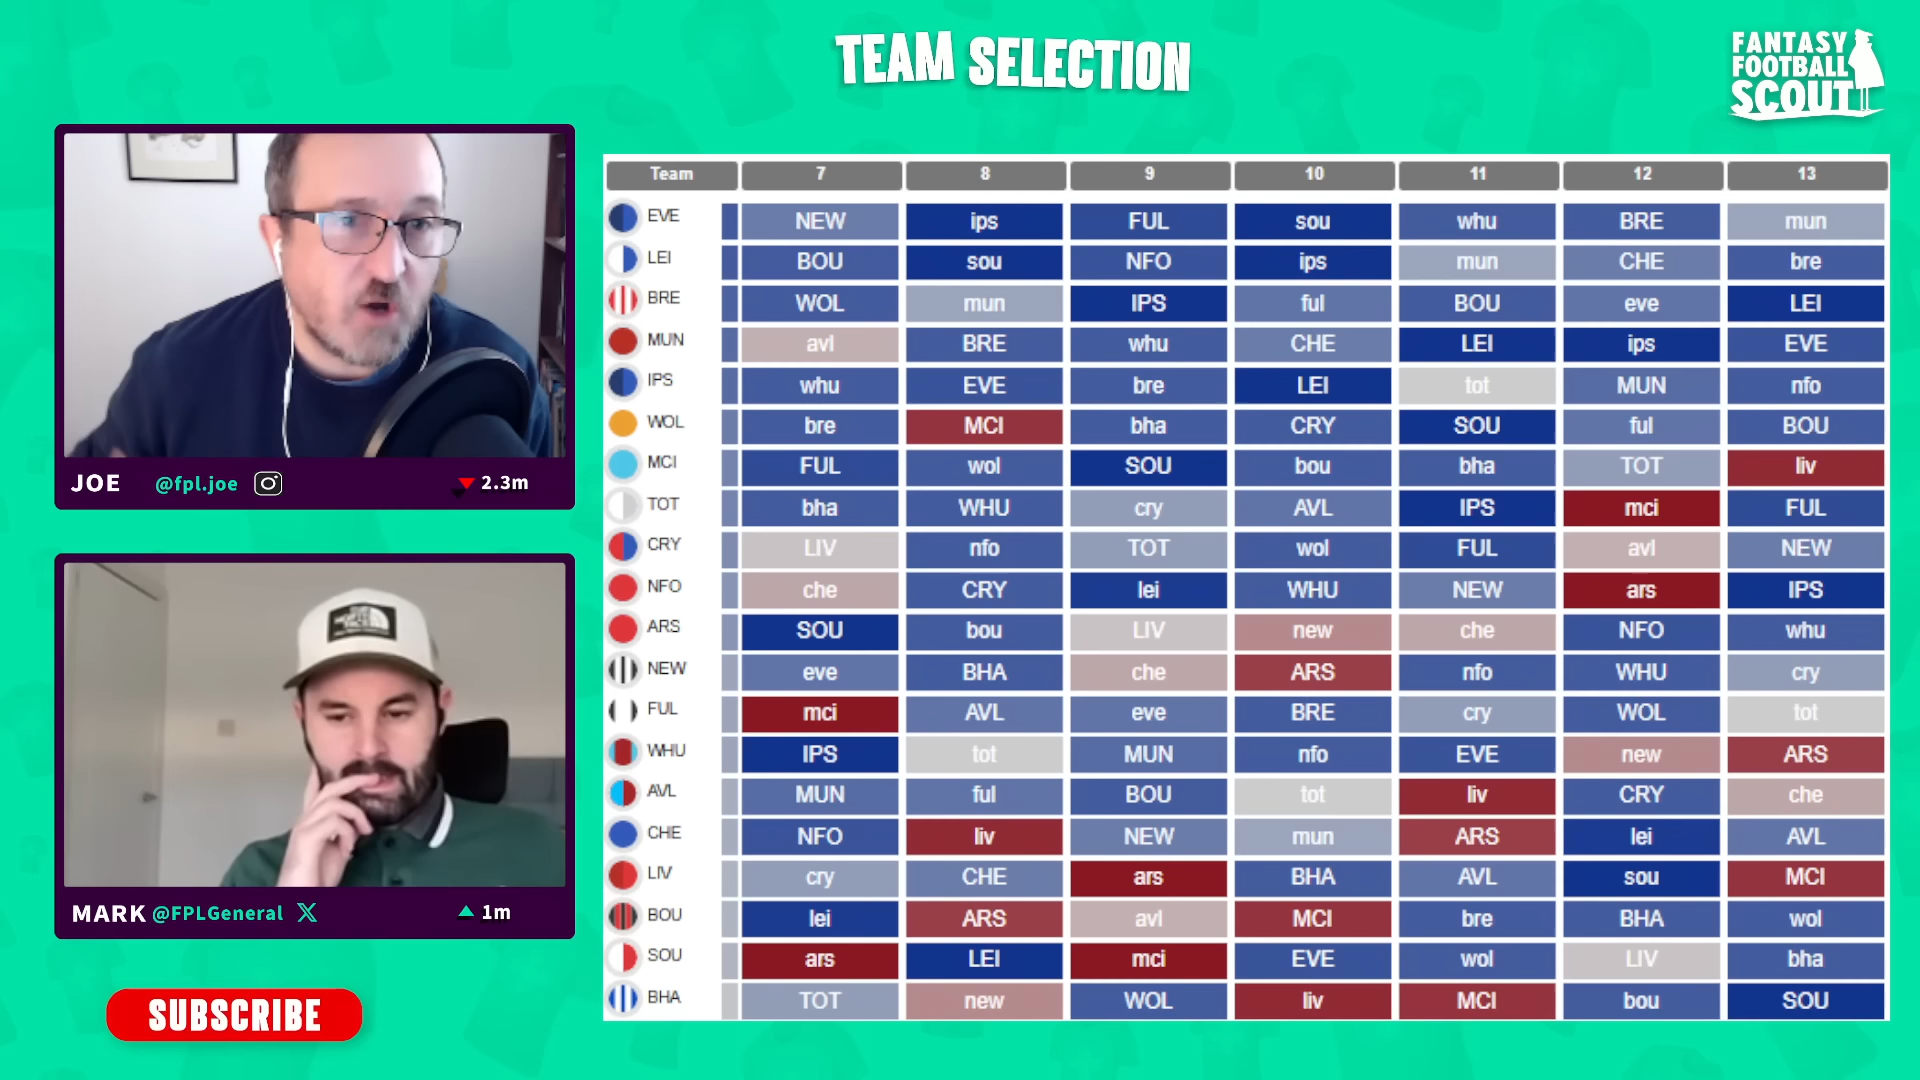 TEAM SELECTION
FANTASY
FOOTBALL
SCOUT
JOE @fpl.joe 2.3m
MARK @FPLGeneral 1m
SUBSCRIBE
Team 7 8 9 10 11 12 13
EVE NEW ips FUL sou whu BRE mun
LEI BOU sou NFO ips mun CHE bre
BRE WOL mun IPS ful BOU eve LEI
MUN avl BRE whu CHE LEI ips EVE
IPS whu EVE bre LEI tot MUN nfo
WOL bre MCI bha CRY SOU ful BOU
MCI FUL wol SOU bou bha TOT liv
TOT bha WHU cry AVL IPS mci FUL
CRY LIV nfo TOT wol FUL avl NEW
NFO che CRY lei WHU NEW ars IPS
ARS SOU bou LIV new che NFO whu
NEW eve BHA che ARS nfo WHU cry
FUL mci AVL eve BRE cry WOL tot
WHU IPS tot MUN nfo EVE new ARS
AVL MUN ful BOU tot liv CRY che
CHE NFO liv NEW mun ARS lei AVL
LIV cry CHE ars BHA AVL sou MCI
BOU lei ARS avl MCI bre BHA wol
SOU ars LEI mci EVE wol LIV bha
BHA TOT new WOL liv MCI bou SOU